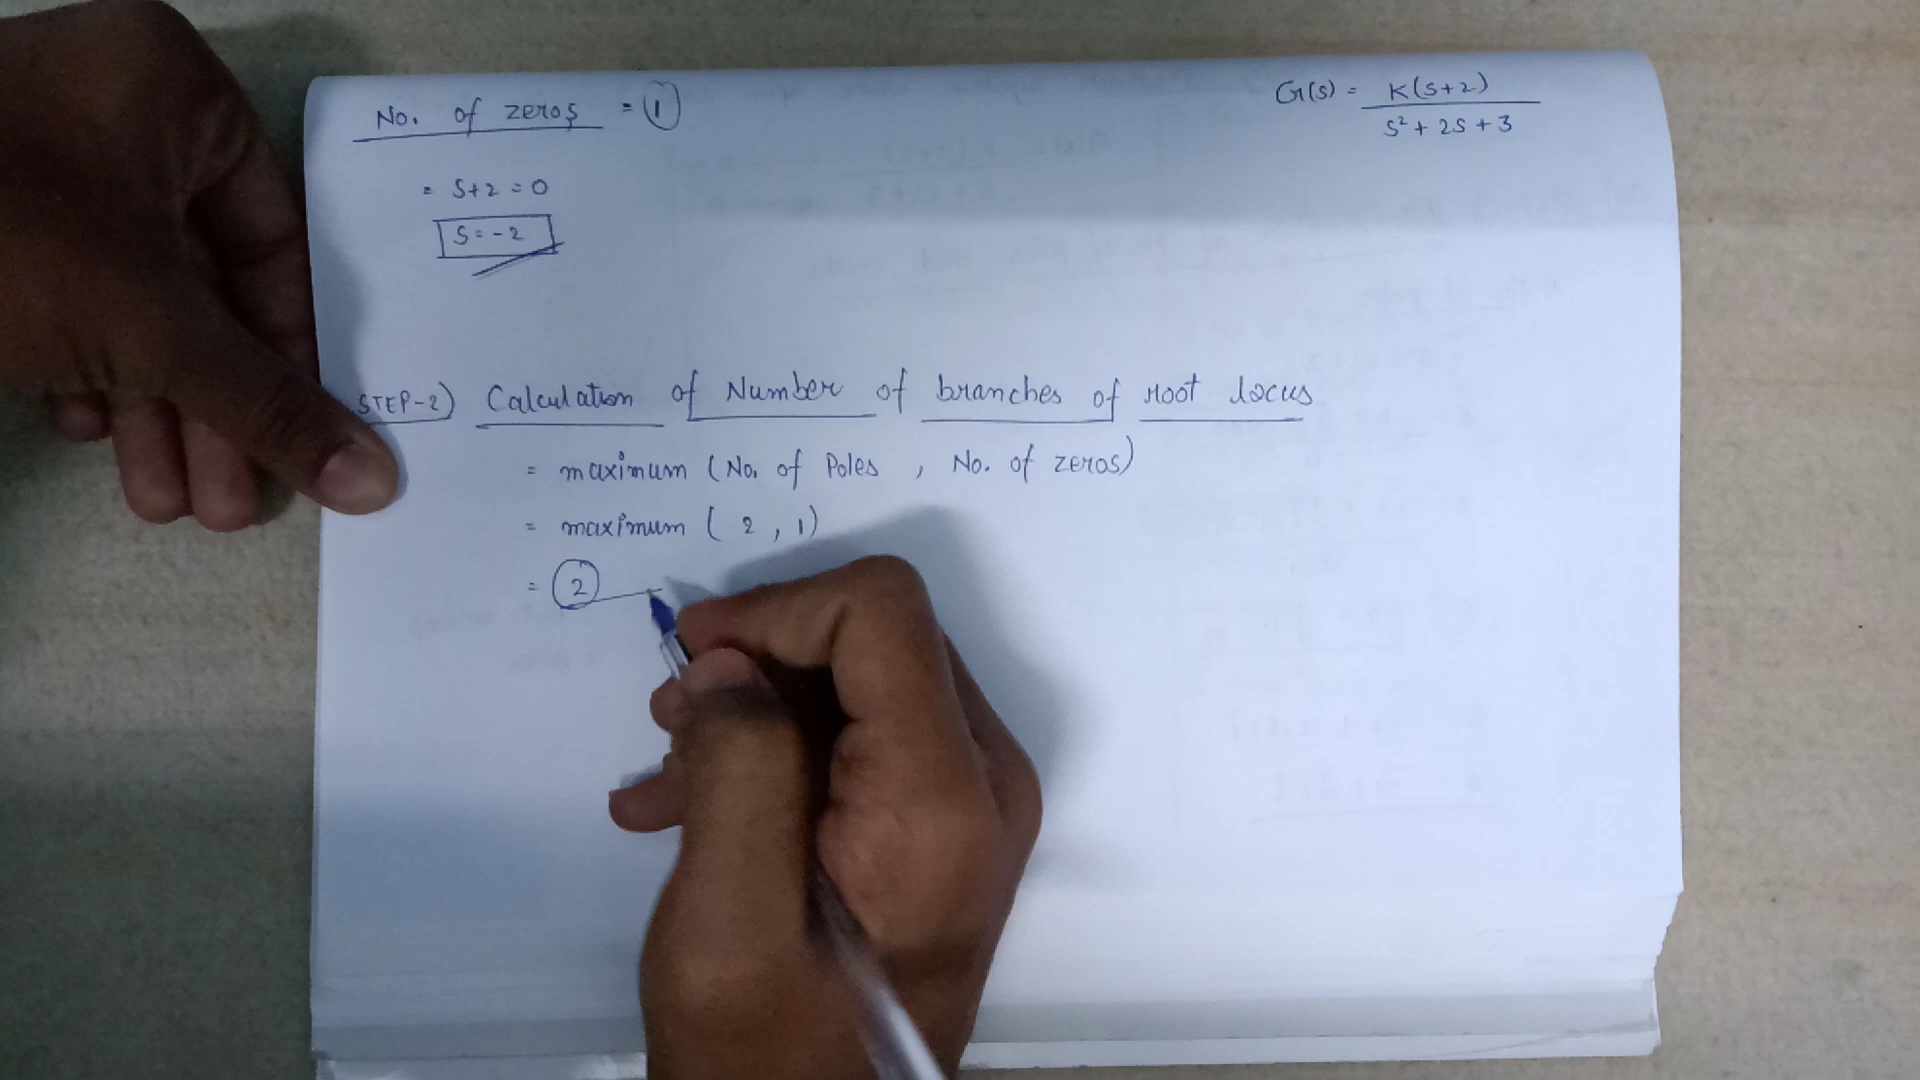 No. of zeros = 1
G(s) = K(s+2)
s² + 2s + 3
= S+2 = 0
S = -2
STEP-2) Calculation of Number of branches of root locus
= maximum (No. of Poles , No. of zeros)
= maximum ( 2 , 1)
= 2